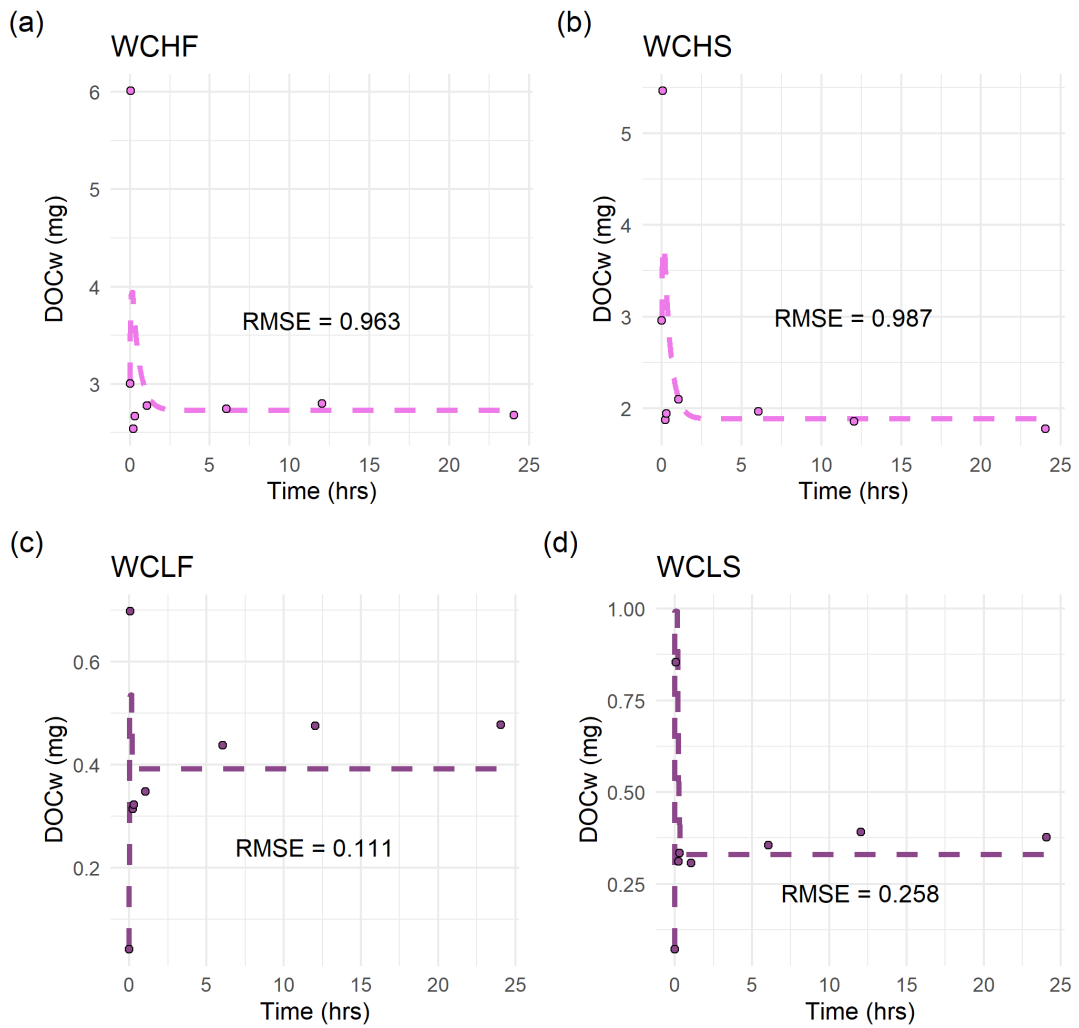 (a)
WCHF
DOCw (mg)
6
5
4
3
RMSE = 0.963
0 5 10 15 20 25
Time (hrs)
(b)
WCHS
DOCw (mg)
5
4
3
2
RMSE = 0.987
0 5 10 15 20 25
Time (hrs)
(c)
WCLF
DOCw (mg)
0.6
0.4
0.2
RMSE = 0.111
0 5 10 15 20 25
Time (hrs)
(d)
WCLS
DOCw (mg)
1.00
0.75
0.50
0.25
RMSE = 0.258
0 5 10 15 20 25
Time (hrs)